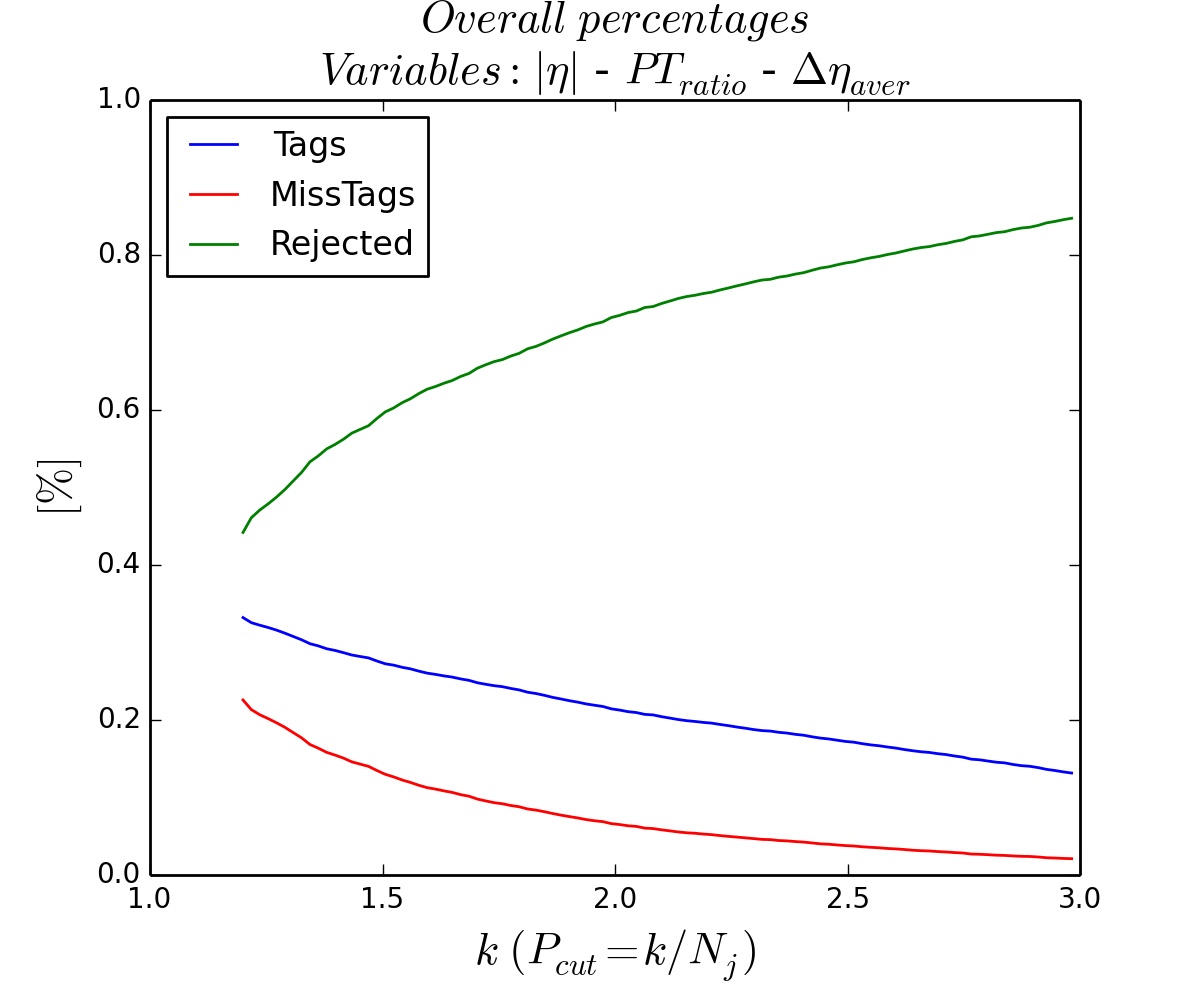 Overall percentages
Variables: |η| - PT_ratio - Δη_aver
1.0
Tags
MissTags
Rejected
0.8
0.6
[%]
0.4
0.2
0.0
1.0 1.5 2.0 2.5 3.0
k (P_cut = k/N_j)